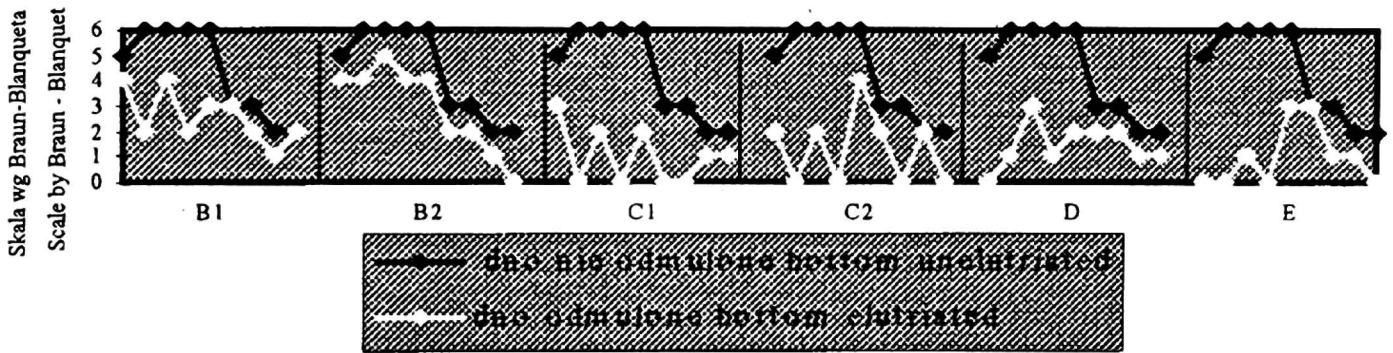 Skala wg Braun-Blanqueta
Scale by Braun - Blanquet
6
5
4
3
2
1
0
B1
B2
C1
C2
D
E
dno nie odmulone bottom unelutriated
dno odmulone bottom elutriated